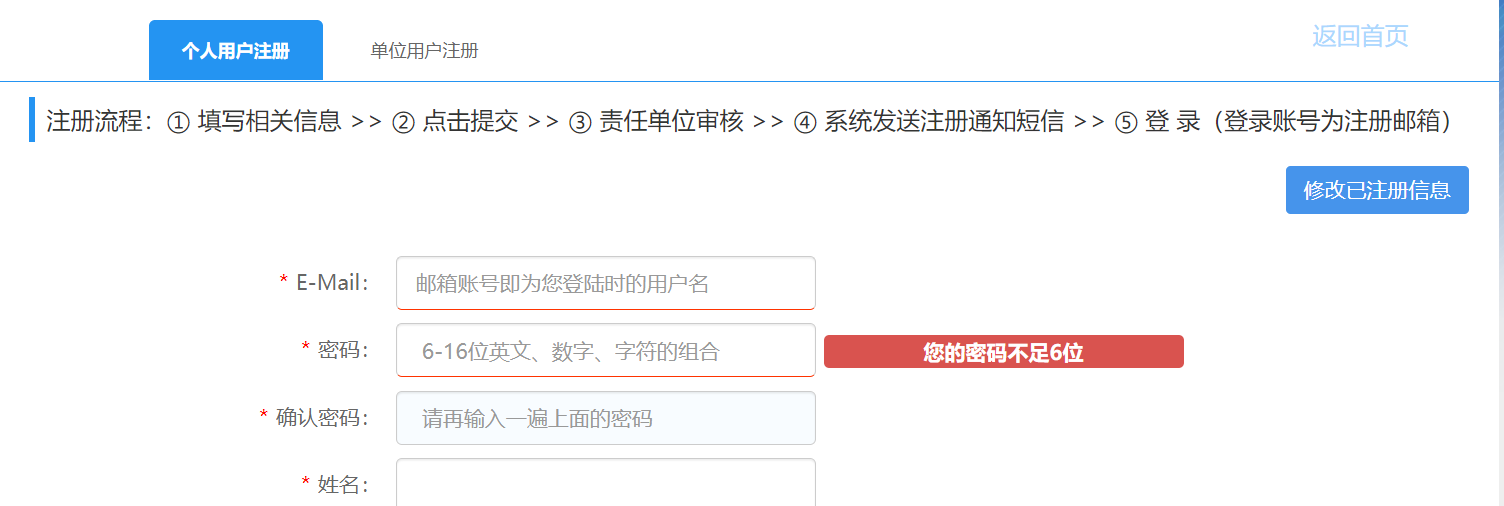 个人用户注册 单位用户注册 返回首页
注册流程：① 填写相关信息 >> ② 点击提交 >> ③ 责任单位审核 >> ④ 系统发送注册通知短信 >> ⑤ 登 录（登录账号为注册邮箱）
修改已注册信息
* E-Mail： 邮箱账号即为您登陆时的用户名
* 密码： 6-16位英文、数字、字符的组合 您的密码不足6位
* 确认密码： 请再输入一遍上面的密码
* 姓名：